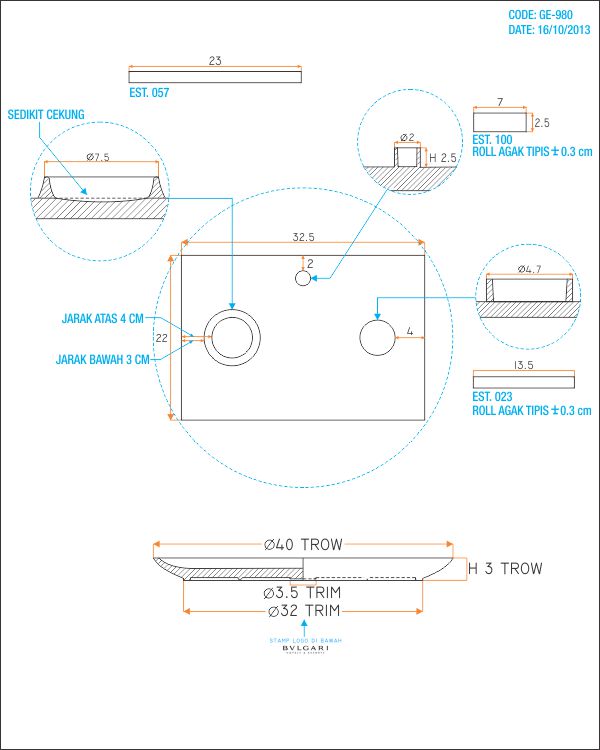 CODE: GE-980
DATE: 16/10/2013
23
EST. 057
SEDIKIT CEKUNG
Ø7.5
Ø2
H 2.5
7
2.5
EST. 100
ROLL AGAK TIPIS ± 0.3 cm
32.5
2
Ø4.7
JARAK ATAS 4 CM
22
JARAK BAWAH 3 CM
4
13.5
EST. 023
ROLL AGAK TIPIS ± 0.3 cm
Ø40 TROW
H 3 TROW
Ø3.5 TRIM
Ø32 TRIM
STAMP LOGO DI BAWAH
BVLGARI
HOTELS & RESORTS